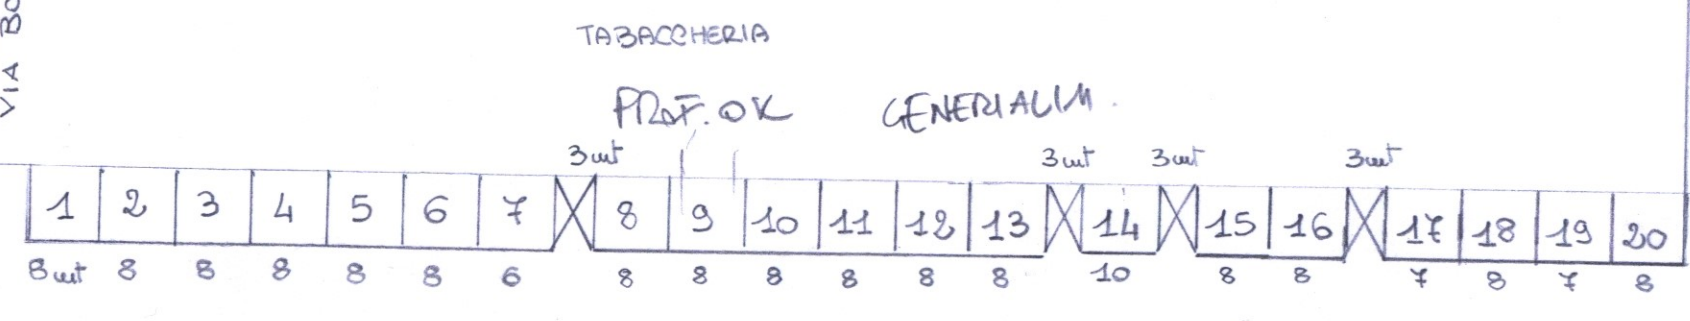 VIA BO
TABACCHERIA
PROF. OK GENERIALIM.
3 mt 3 mt 3 mt 3 mt
1 2 3 4 5 6 7 8 9 10 11 12 13 14 15 16 17 18 19 20
8 mt 8 8 8 8 8 6 8 8 8 8 8 8 10 8 8 7 8 7 8